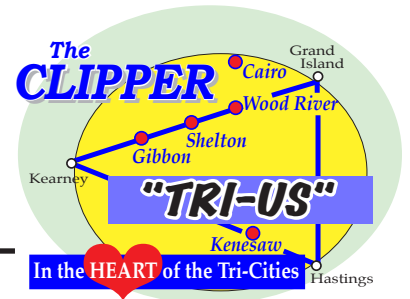 The
CLIPPER
Grand
Island
Cairo
Wood River
Shelton
Gibbon
Kearney
"TRI-US"
Kenesaw
In the HEART of the Tri-Cities
Hastings